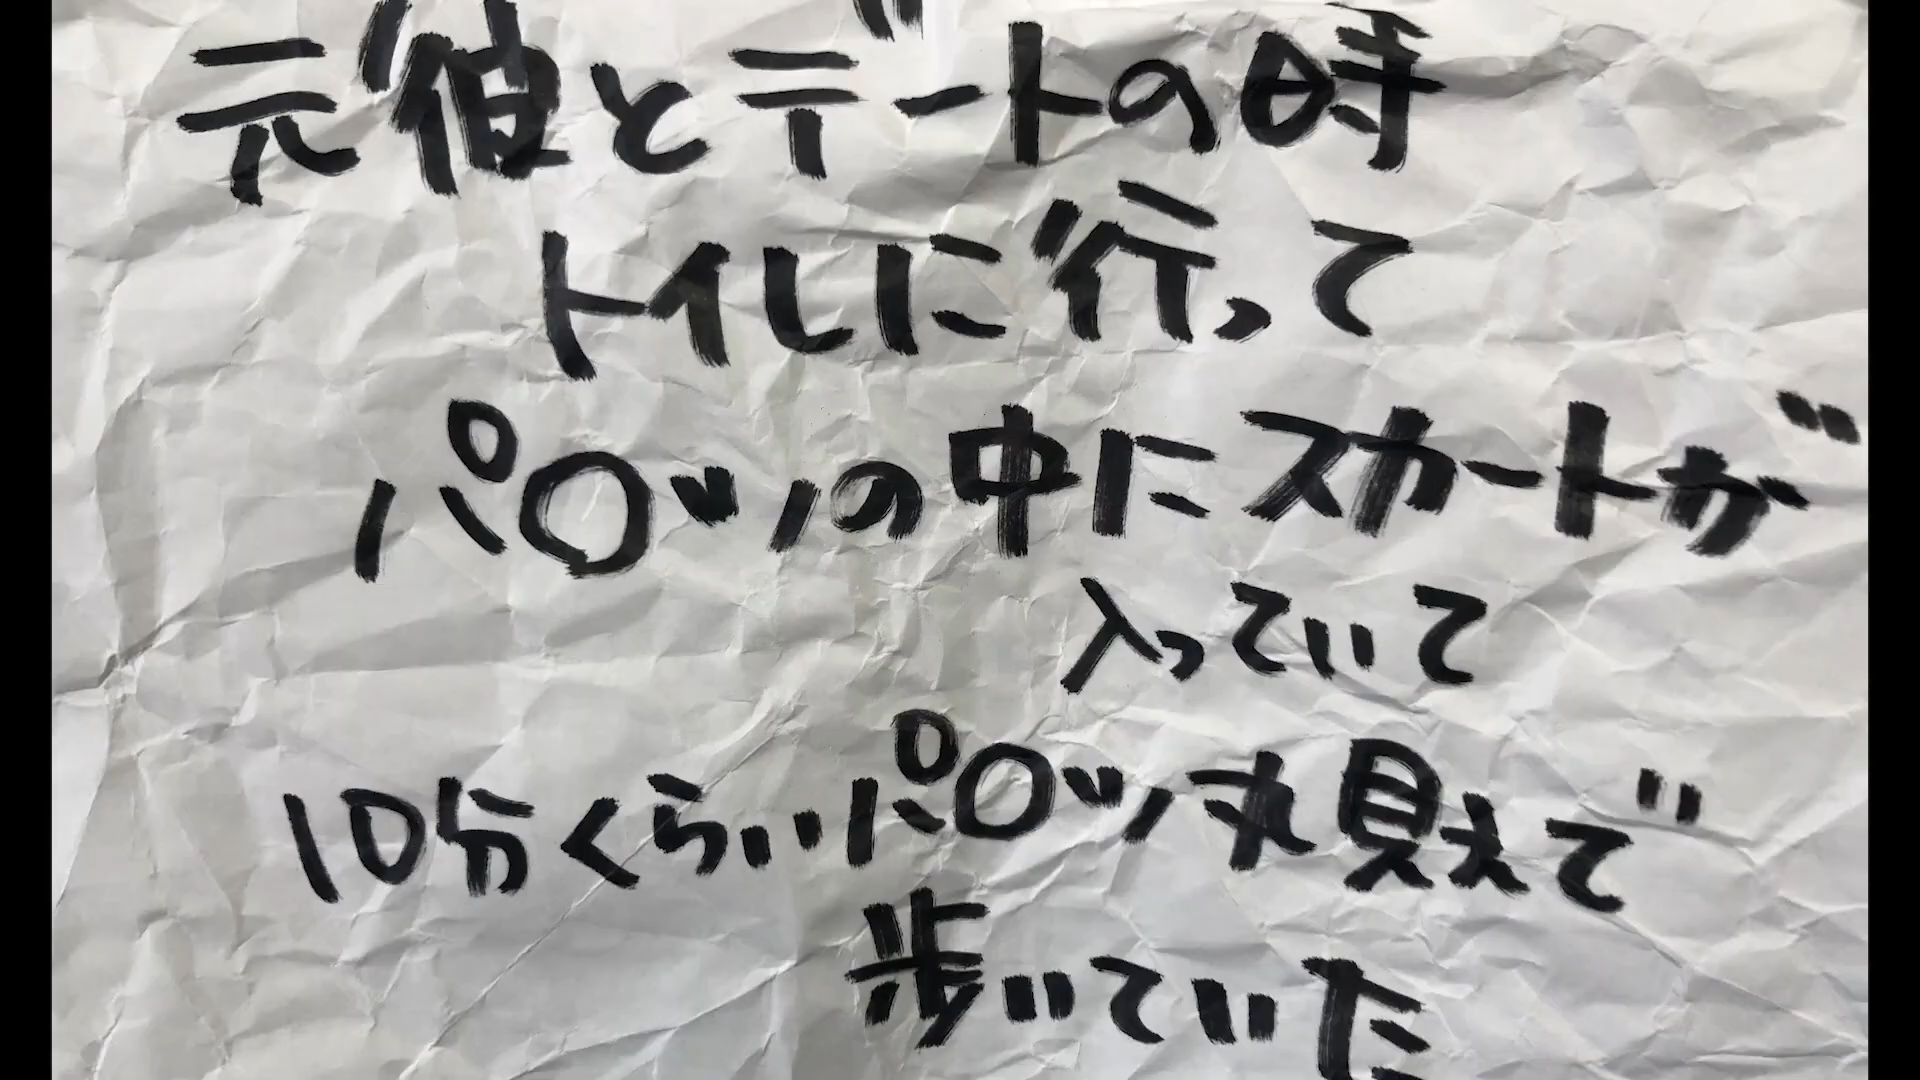 元彼とデートの時
トイレに行って
パ〇ツの中にスカートが
入っていて
10分くらいパ〇ツ丸見えで
歩いていた